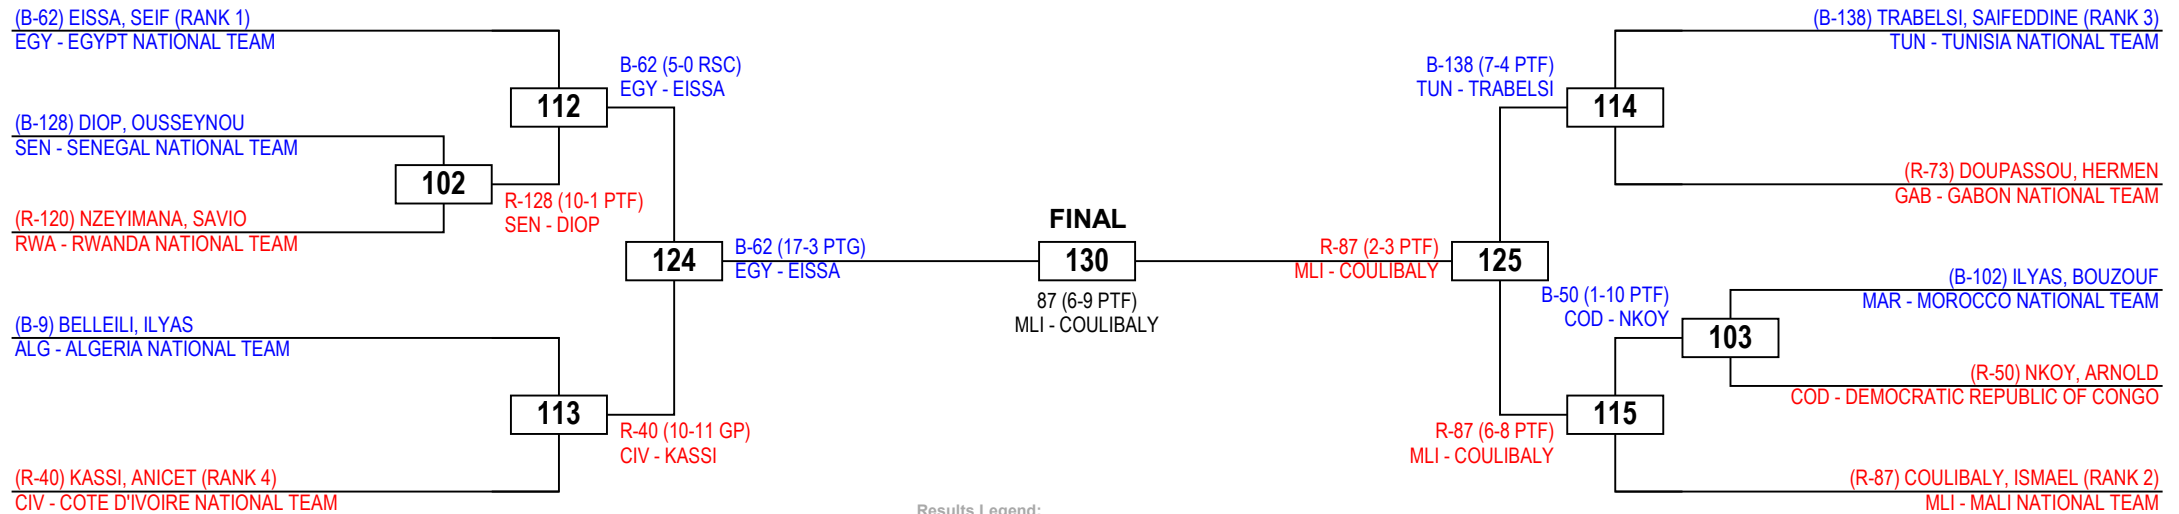 (B-62) EISSA, SEIF (RANK 1)
EGY - EGYPT NATIONAL TEAM
(B-128) DIOP, OUSSEYNOU
SEN - SENEGAL NATIONAL TEAM
(R-120) NZEYIMANA, SAVIO
RWA - RWANDA NATIONAL TEAM
(B-9) BELLEILI, ILYAS
ALG - ALGERIA NATIONAL TEAM
(R-40) KASSI, ANICET (RANK 4)
CIV - COTE D'IVOIRE NATIONAL TEAM
102
R-128 (10-1 PTF)
SEN - DIOP
112
B-62 (5-0 RSC)
EGY - EISSA
113
R-40 (10-11 GP)
CIV - KASSI
124
B-62 (17-3 PTG)
EGY - EISSA
FINAL
130
87 (6-9 PTF)
MLI - COULIBALY
R-87 (2-3 PTF)
MLI - COULIBALY
125
B-138 (7-4 PTF)
TUN - TRABELSI
114
B-50 (1-10 PTF)
COD - NKOY
103
R-87 (6-8 PTF)
MLI - COULIBALY
115
(B-138) TRABELSI, SAIFEDDINE (RANK 3)
TUN - TUNISIA NATIONAL TEAM
(R-73) DOUPASSOU, HERMEN
GAB - GABON NATIONAL TEAM
(B-102) ILYAS, BOUZOUF
MAR - MOROCCO NATIONAL TEAM
(R-50) NKOY, ARNOLD
COD - DEMOCRATIC REPUBLIC OF CONGO
(R-87) COULIBALY, ISMAEL (RANK 2)
MLI - MALI NATIONAL TEAM
Results Legend: